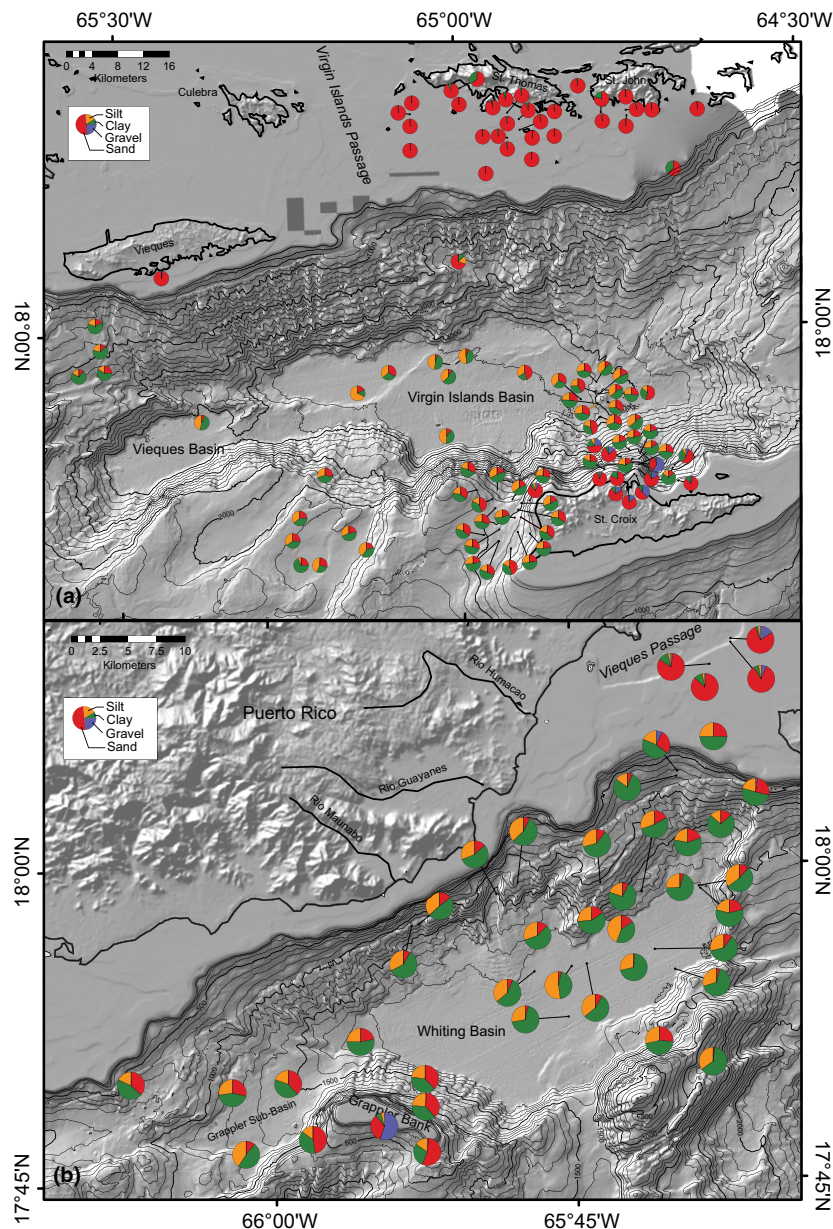 65°30'W
65°00'W
64°30'W
0 4 8 12 16
Kilometers
Virgin Islands Passage
St. Thomas
St. John
Culebra
Silt
Clay
Gravel
Sand
Vieques
18°00'N
18°00'N
Virgin Islands Basin
Vieques Basin
2000
St. Croix
1000
(a)
0 2.5 5 7.5 10
Kilometers
Vieques Passage
Rio Humacao
Silt
Clay
Gravel
Sand
Puerto Rico
Rio Guayanes
Rio Maunabo
18°00'N
18°00'N
Whiting Basin
1500
Grappler Bank
Grappler Sub-Basin
500
(b)
17°45'N
17°45'N
66°00'W
65°45'W